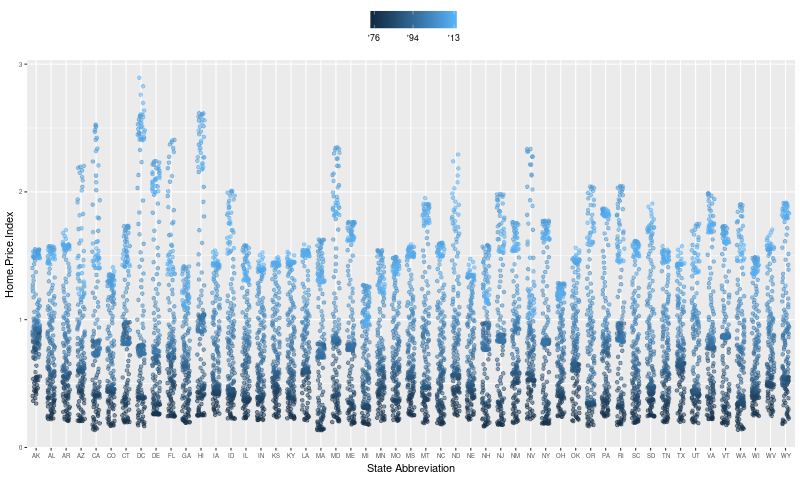 '76 '94 '13
3
2
1
0
Home.Price.Index
AK AL AR AZ CA CO CT DC DE FL GA HI IA ID IL IN KS KY LA MA MD ME MI MN MO MS MT NC ND NE NH NJ NM NV NY OH OK OR PA RI SC SD TN TX UT VA VT WA WI WV WY
State Abbreviation